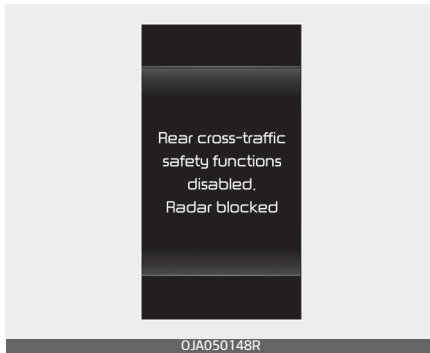 Rear cross-traffic
safety functions
disabled.
Radar blocked
OJA050148R